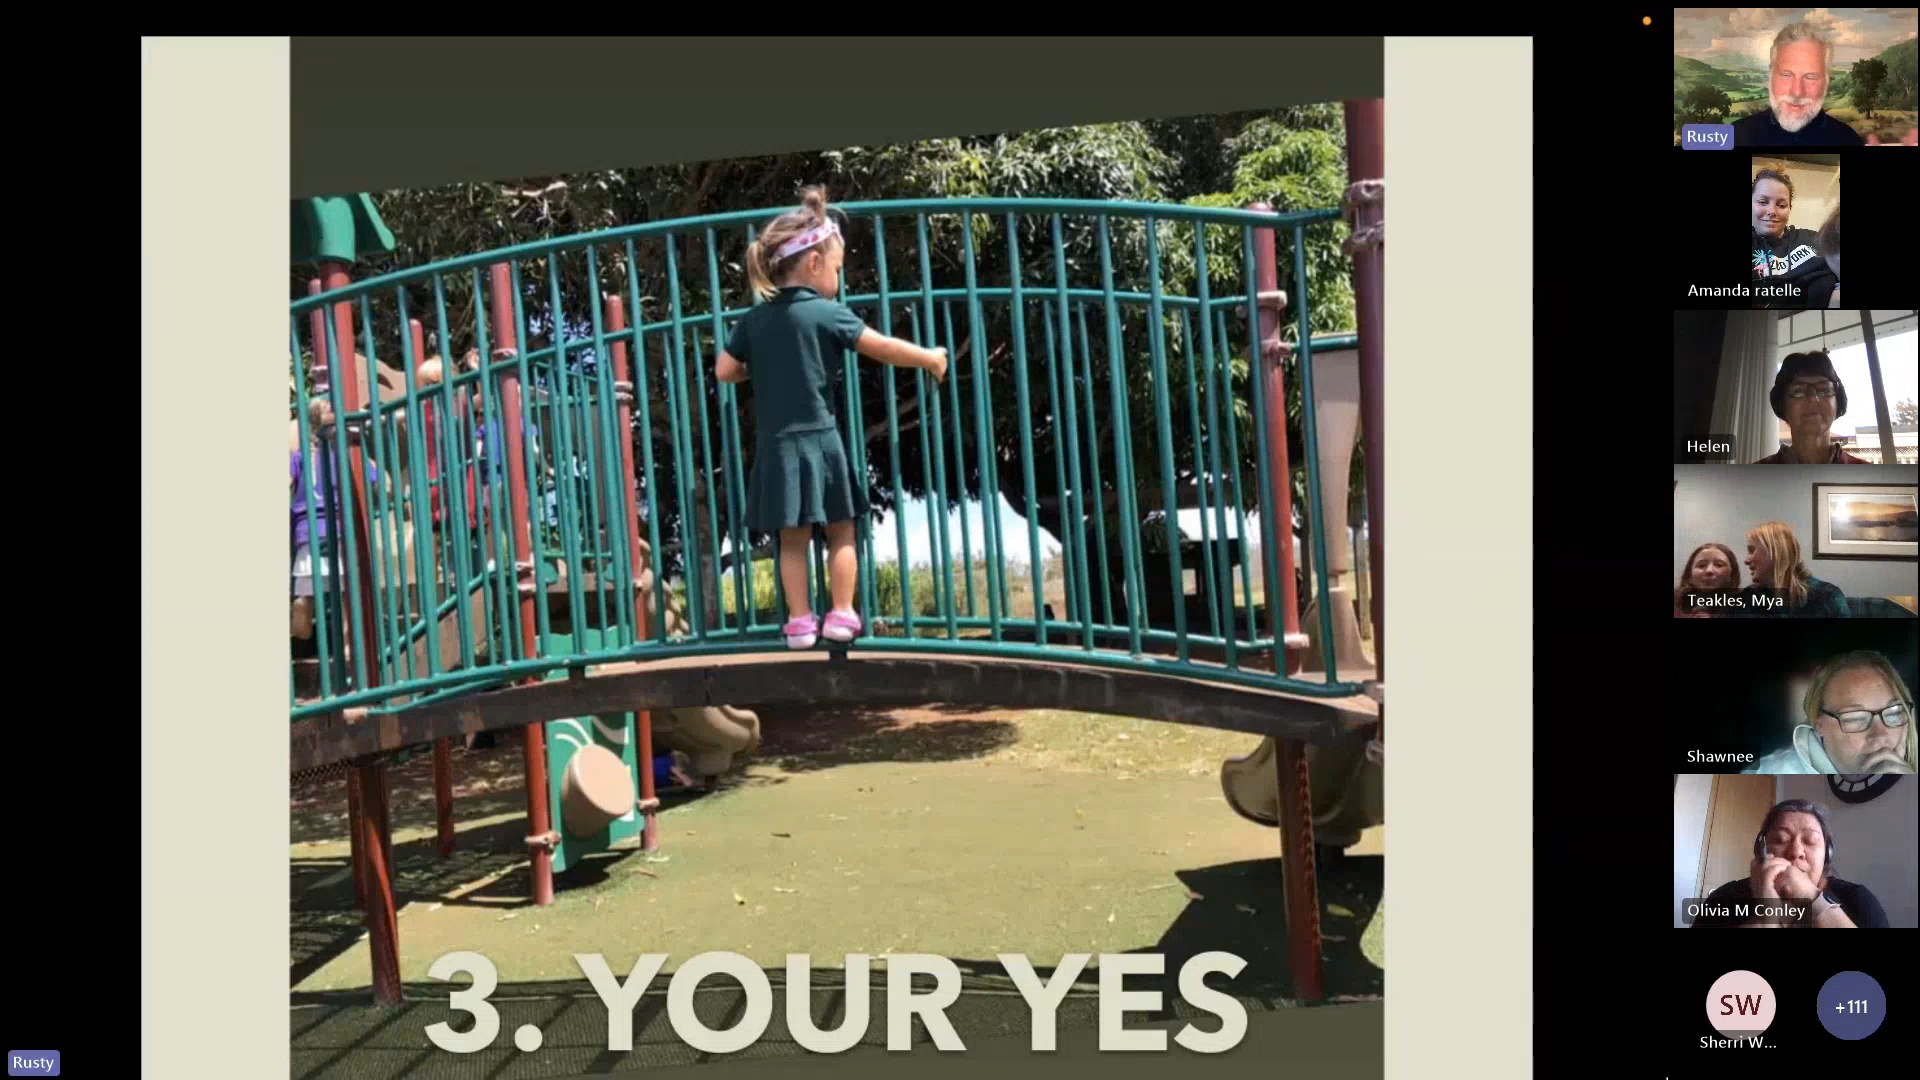 Rusty
Amanda ratelle
Helen
Teakles, Mya
Shawnee
Olivia M Conley
SW
+111
Sherri W...
3. YOUR YES
Rusty